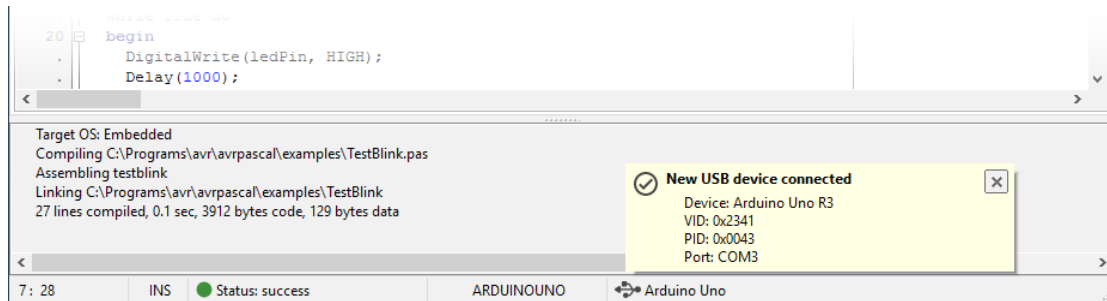 while True do
20 begin
DigitalWrite(ledPin, HIGH);
Delay(1000);
Target OS: Embedded
Compiling C:\Programs\avr\avrpascal\examples\TestBlink.pas
Assembling testblink
Linking C:\Programs\avr\avrpascal\examples\TestBlink
27 lines compiled, 0.1 sec, 3912 bytes code, 129 bytes data
New USB device connected
Device: Arduino Uno R3
VID: 0x2341
PID: 0x0043
Port: COM3
7: 28 INS Status: success ARDUINOUNO Arduino Uno